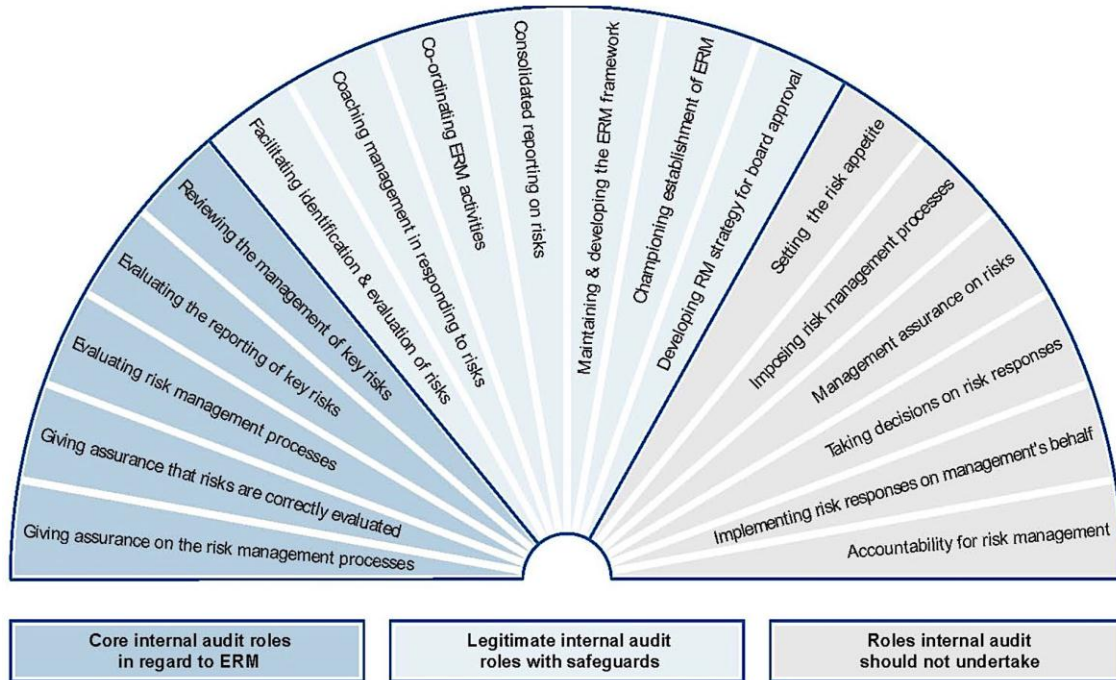 Giving assurance on the risk management processes
Giving assurance that risks are correctly evaluated
Evaluating risk management processes
Evaluating the reporting of key risks
Reviewing the management of key risks
Facilitating identification & evaluation of risks
Coaching management in responding to risks
Co-ordinating ERM activities
Consolidated reporting on risks
Maintaining & developing the ERM framework
Championing establishment of ERM
Developing RM strategy for board approval
Setting the risk appetite
Imposing risk management processes
Management assurance on risks
Taking decisions on risk responses
Implementing risk responses on management's behalf
Accountability for risk management
Core internal audit roles
in regard to ERM
Legitimate internal audit
roles with safeguards
Roles internal audit
should not undertake